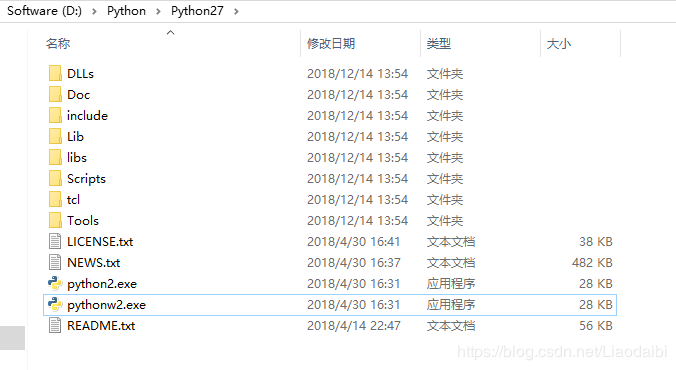 Software (D:) > Python > Python27 >
名称 修改日期 类型 大小
DLLs 2018/12/14 13:54 文件夹
Doc 2018/12/14 13:54 文件夹
include 2018/12/14 13:54 文件夹
Lib 2018/12/14 13:54 文件夹
libs 2018/12/14 13:54 文件夹
Scripts 2018/12/14 13:54 文件夹
tcl 2018/12/14 13:54 文件夹
Tools 2018/12/14 13:54 文件夹
LICENSE.txt 2018/4/30 16:41 文本文档 38 KB
NEWS.txt 2018/4/30 16:37 文本文档 482 KB
python2.exe 2018/4/30 16:31 应用程序 28 KB
pythonw2.exe 2018/4/30 16:31 应用程序 28 KB
README.txt 2018/4/14 22:47 文本文档 56 KB
https://blog.csdn.net/Liaodaibi